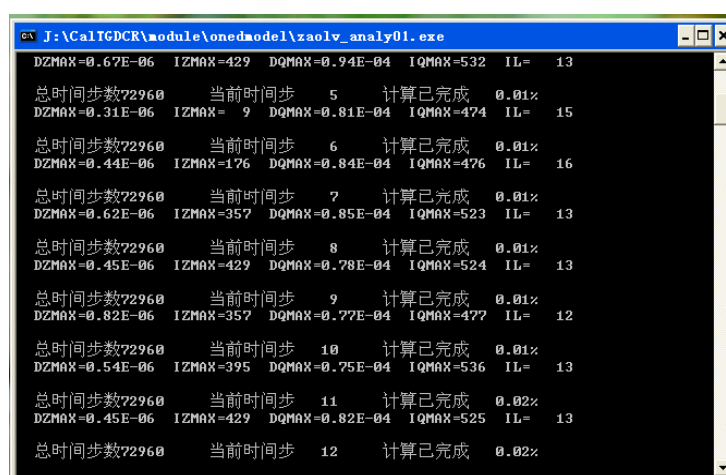 J:\CalTGDCR\module\onedmodel\zaolv_analy01.exe
DZMAX=0.67E-06 IZMAX=429 DQMAX=0.94E-04 IQMAX=532 IL= 13
总时间步数72960 当前时间步 5 计算已完成 0.01%
DZMAX=0.31E-06 IZMAX= 9 DQMAX=0.81E-04 IQMAX=474 IL= 15
总时间步数72960 当前时间步 6 计算已完成 0.01%
DZMAX=0.44E-06 IZMAX=176 DQMAX=0.84E-04 IQMAX=476 IL= 16
总时间步数72960 当前时间步 7 计算已完成 0.01%
DZMAX=0.62E-06 IZMAX=357 DQMAX=0.85E-04 IQMAX=523 IL= 13
总时间步数72960 当前时间步 8 计算已完成 0.01%
DZMAX=0.45E-06 IZMAX=429 DQMAX=0.78E-04 IQMAX=524 IL= 13
总时间步数72960 当前时间步 9 计算已完成 0.01%
DZMAX=0.82E-06 IZMAX=357 DQMAX=0.77E-04 IQMAX=477 IL= 12
总时间步数72960 当前时间步 10 计算已完成 0.01%
DZMAX=0.54E-06 IZMAX=395 DQMAX=0.75E-04 IQMAX=536 IL= 13
总时间步数72960 当前时间步 11 计算已完成 0.02%
DZMAX=0.45E-06 IZMAX=429 DQMAX=0.82E-04 IQMAX=525 IL= 13
总时间步数72960 当前时间步 12 计算已完成 0.02%